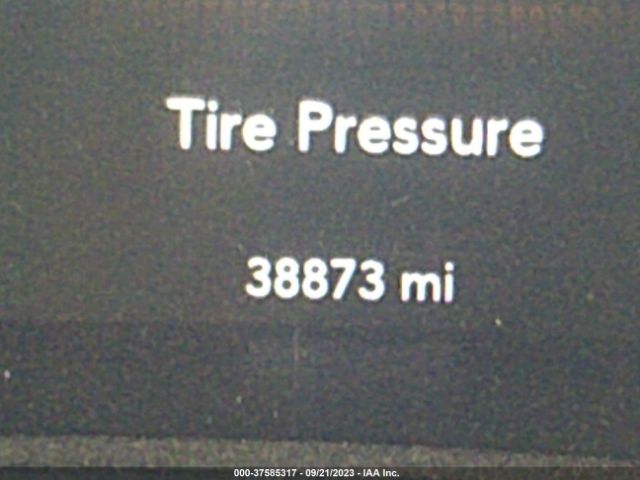 Tire Pressure
38873 mi
000-37585317 - 09/21/2023 - IAA Inc.